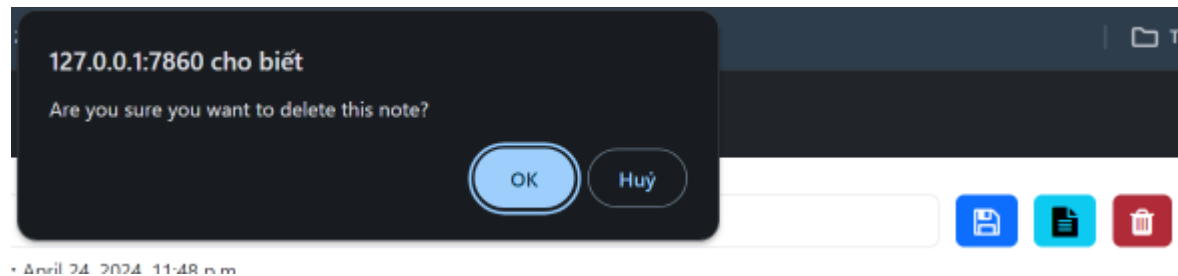 127.0.0.1:7860 cho biết
Are you sure you want to delete this note?
OK
Huỷ
April 24, 2024, 11:48 p.m.